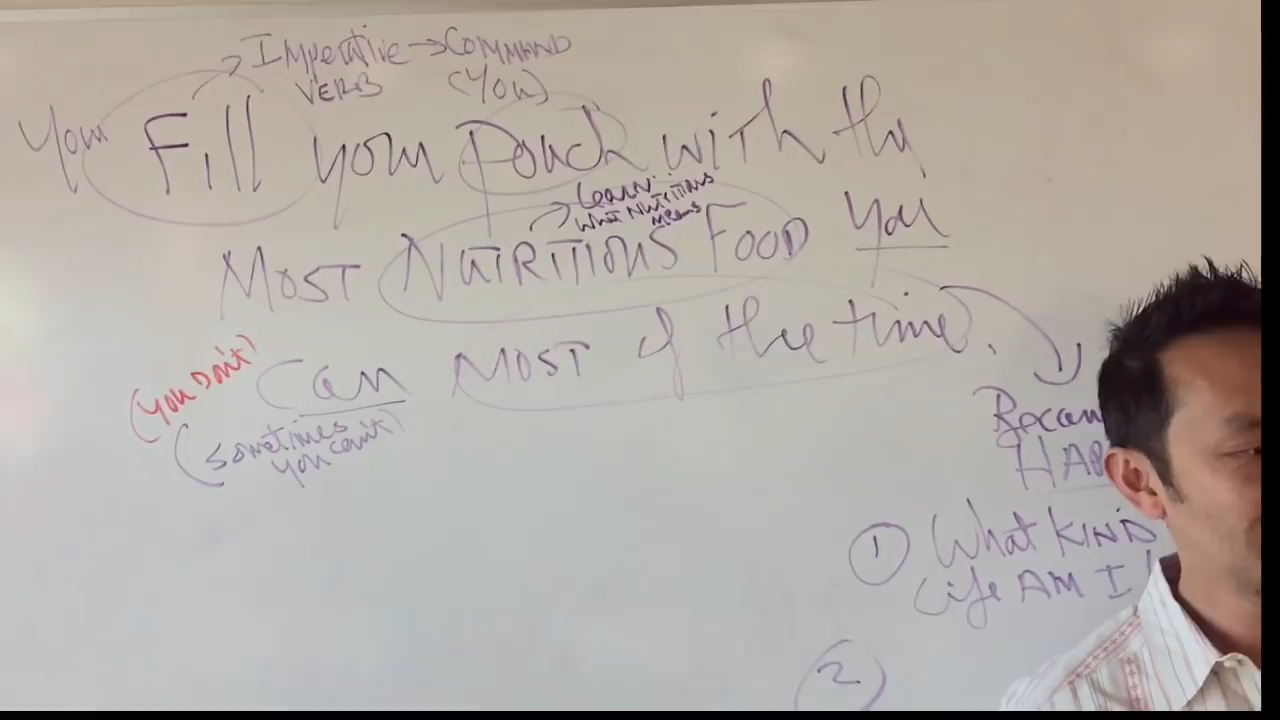 Imperative → COMMAND
VERB (YOU)
You Fill your Pouch with the
Learn:
what NUTRITIOUS
means
MOST NUTRITIOUS FOOD you
can MOST of the time.
(you Don't)
(sometimes
you can't)
HAB
① What KIND
Life AM I
②